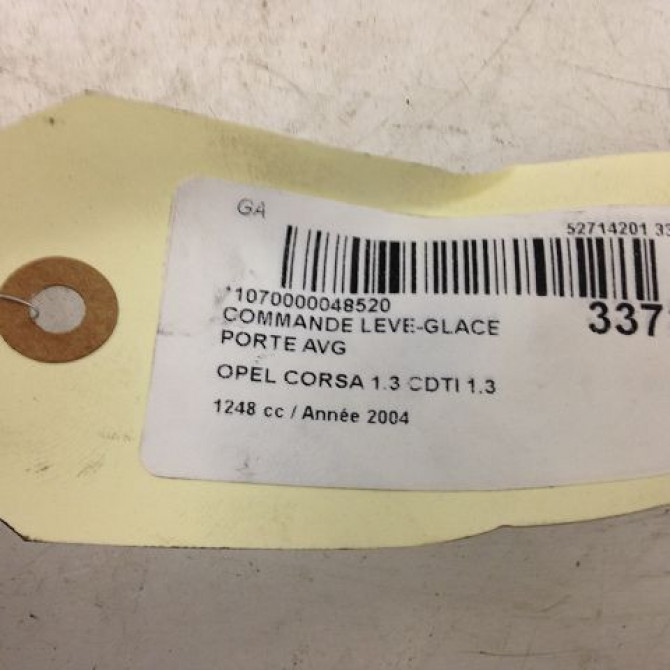 GA
52714201 33
*1070000048520
337
COMMANDE LEVE-GLACE
PORTE AVG
OPEL CORSA 1.3 CDTI 1.3
1248 cc / Année 2004